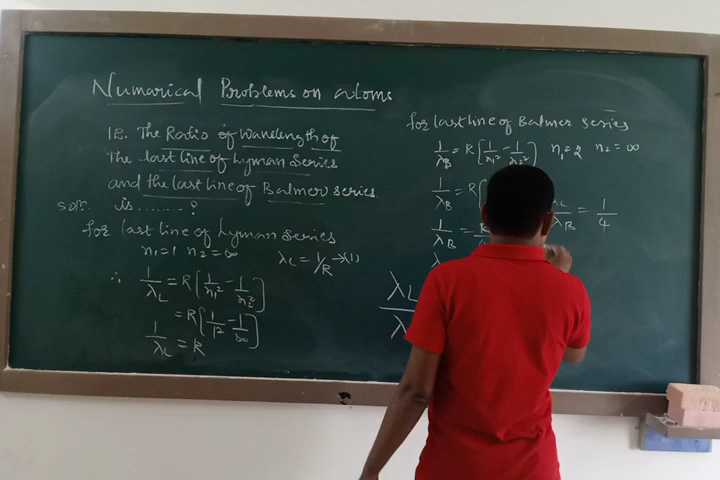 Numarical Problems on atoms
12. The Ratio of Wavelength of
The last line of Lyman Series
and the last line of Balmer series
is ........ ?
soln
for last line of Lyman Series
n₁=1 n₂=∞ λL = 1/R →(1)
∴ 1/λL = R[1/n₁² - 1/n₂²]
= R[1/1² - 1/∞]
1/λL = R
for last line of Balmer series
1/λB = R[1/n₁² - 1/n₂²] n₁=2 n₂=∞
1/λB = R[
1/λB =
λB = 1/4
λ
λL
λ